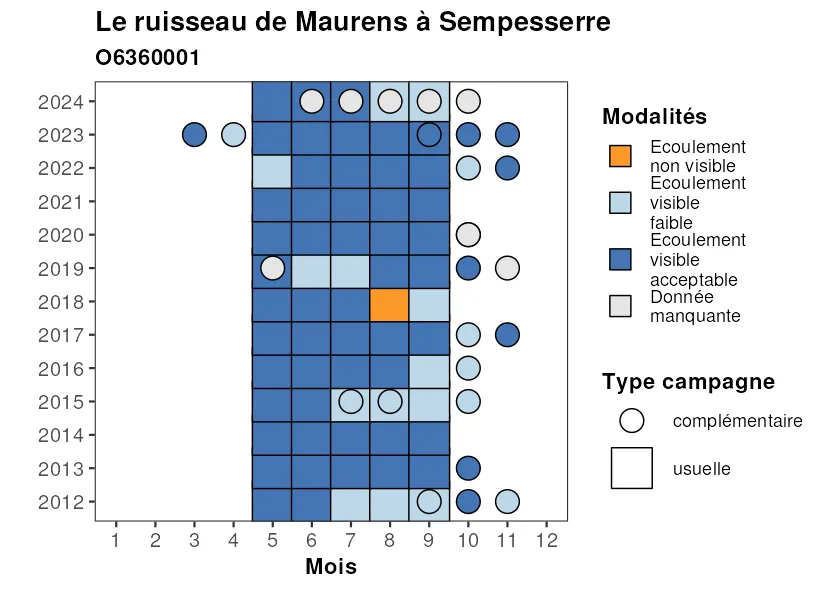 Le ruisseau de Maurens à Sempesserre
O6360001
2024
2023
2022
2021
2020
2019
2018
2017
2016
2015
2014
2013
2012
1 2 3 4 5 6 7 8 9 10 11 12
Mois
Modalités
Ecoulement
non visible
Ecoulement
visible
faible
Ecoulement
visible
acceptable
Donnée
manquante
Type campagne
complémentaire
usuelle